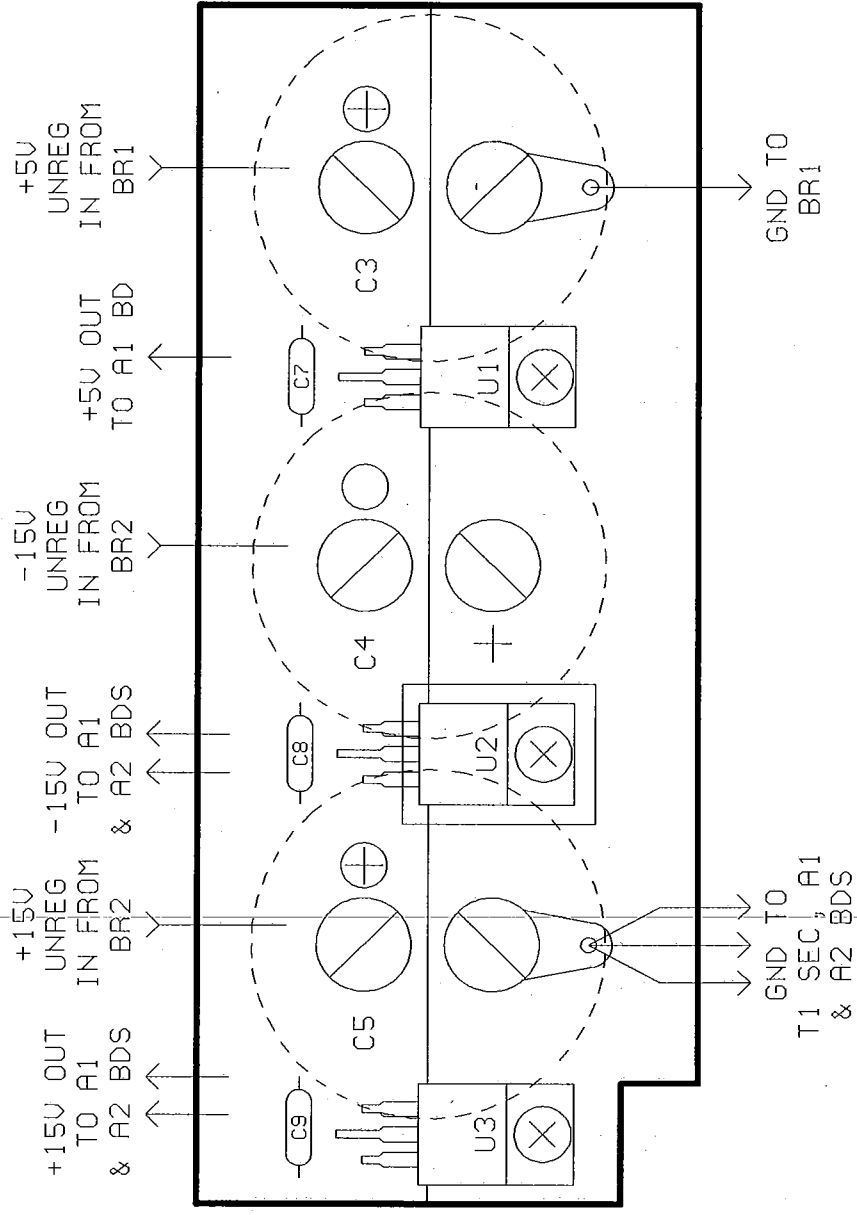 +5V
UNREG
IN FROM
BR1
+5V OUT
TO A1 BD
-15V
UNREG
IN FROM
BR2
-15V OUT
TO A1
& A2 BDS
+15V
UNREG
IN FROM
BR2
+15V OUT
TO A1
& A2 BDS
+
-
C3
C7
U1
C4
+
C8
U2
+
C5
C9
U3
GND TO
BR1
GND TO
T1 SEC, A1
& A2 BDS